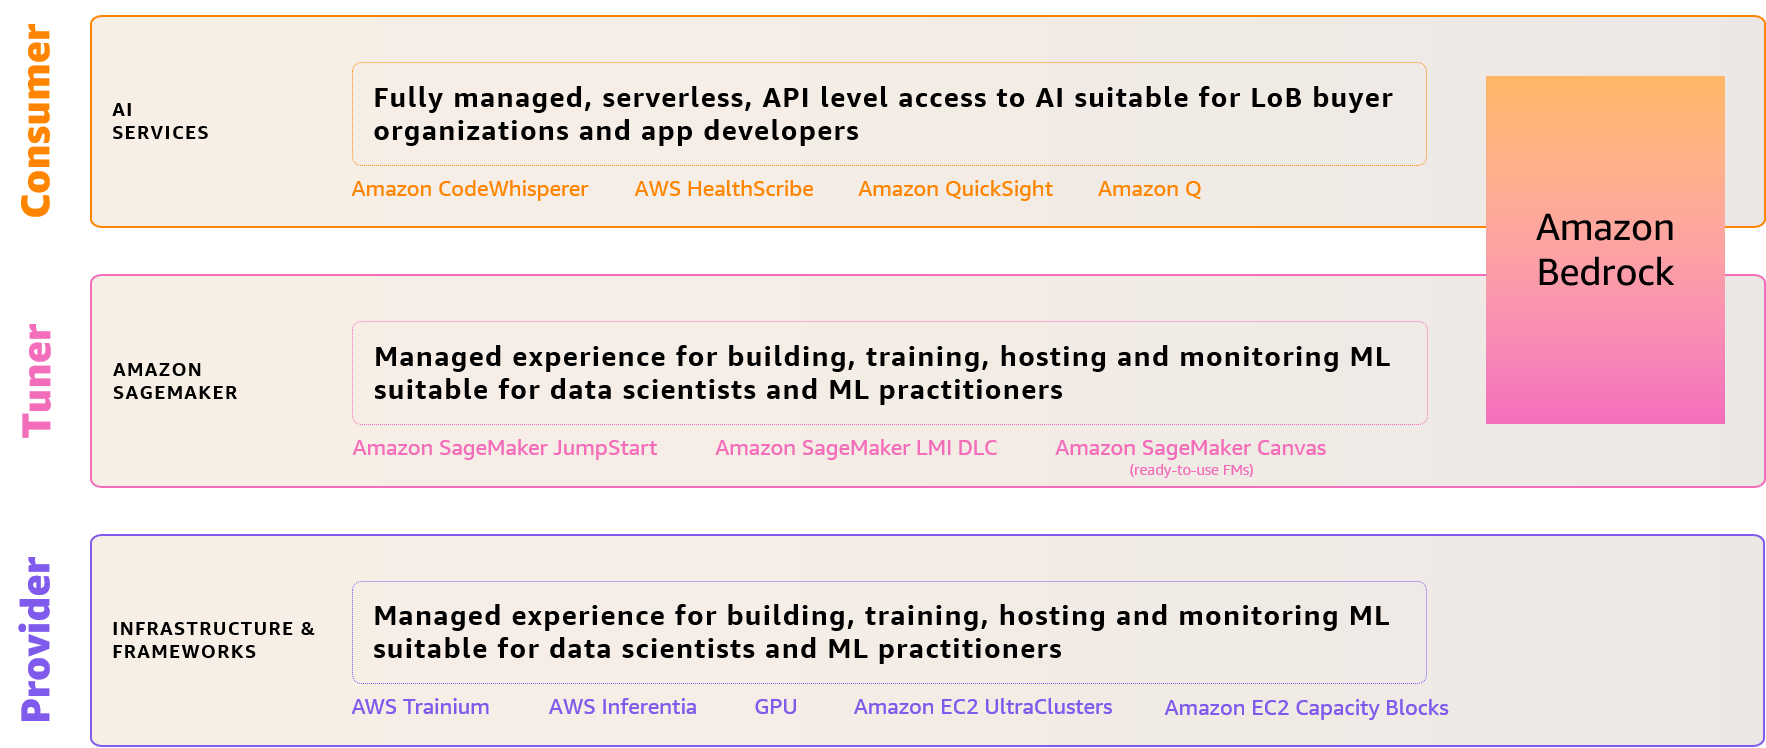 Consumer
AI
SERVICES
Fully managed, serverless, API level access to AI suitable for LoB buyer
organizations and app developers
Amazon CodeWhisperer AWS HealthScribe Amazon QuickSight Amazon Q
Amazon
Bedrock
Tuner
AMAZON
SAGEMAKER
Managed experience for building, training, hosting and monitoring ML
suitable for data scientists and ML practitioners
Amazon SageMaker JumpStart Amazon SageMaker LMI DLC Amazon SageMaker Canvas
(ready-to-use FMs)
Provider
INFRASTRUCTURE &
FRAMEWORKS
Managed experience for building, training, hosting and monitoring ML
suitable for data scientists and ML practitioners
AWS Trainium AWS Inferentia GPU Amazon EC2 UltraClusters Amazon EC2 Capacity Blocks